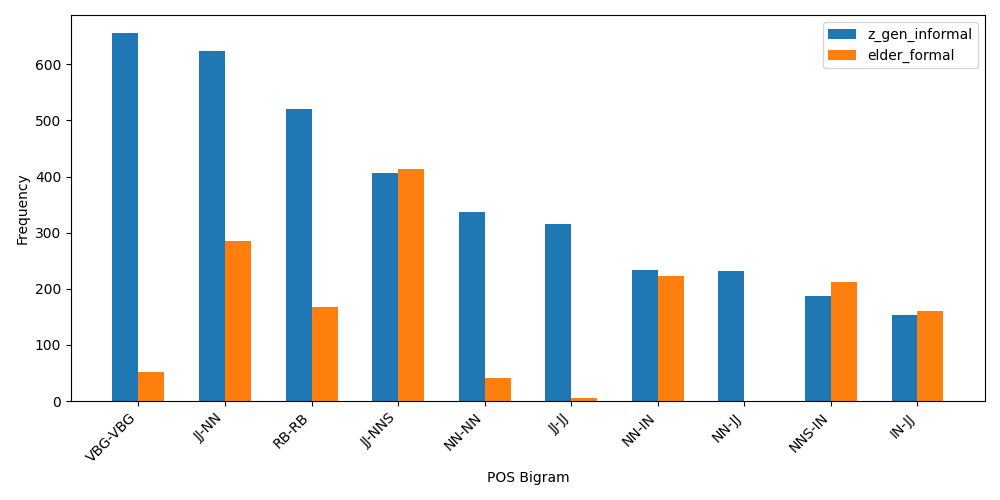 z_gen_informal
elder_formal
600
500
400
300
200
100
0
Frequency
VBG-VBG
JJ-NN
RB-RB
JJ-NNS
NN-NN
JJ-JJ
NN-IN
NN-JJ
NNS-IN
IN-JJ
POS Bigram